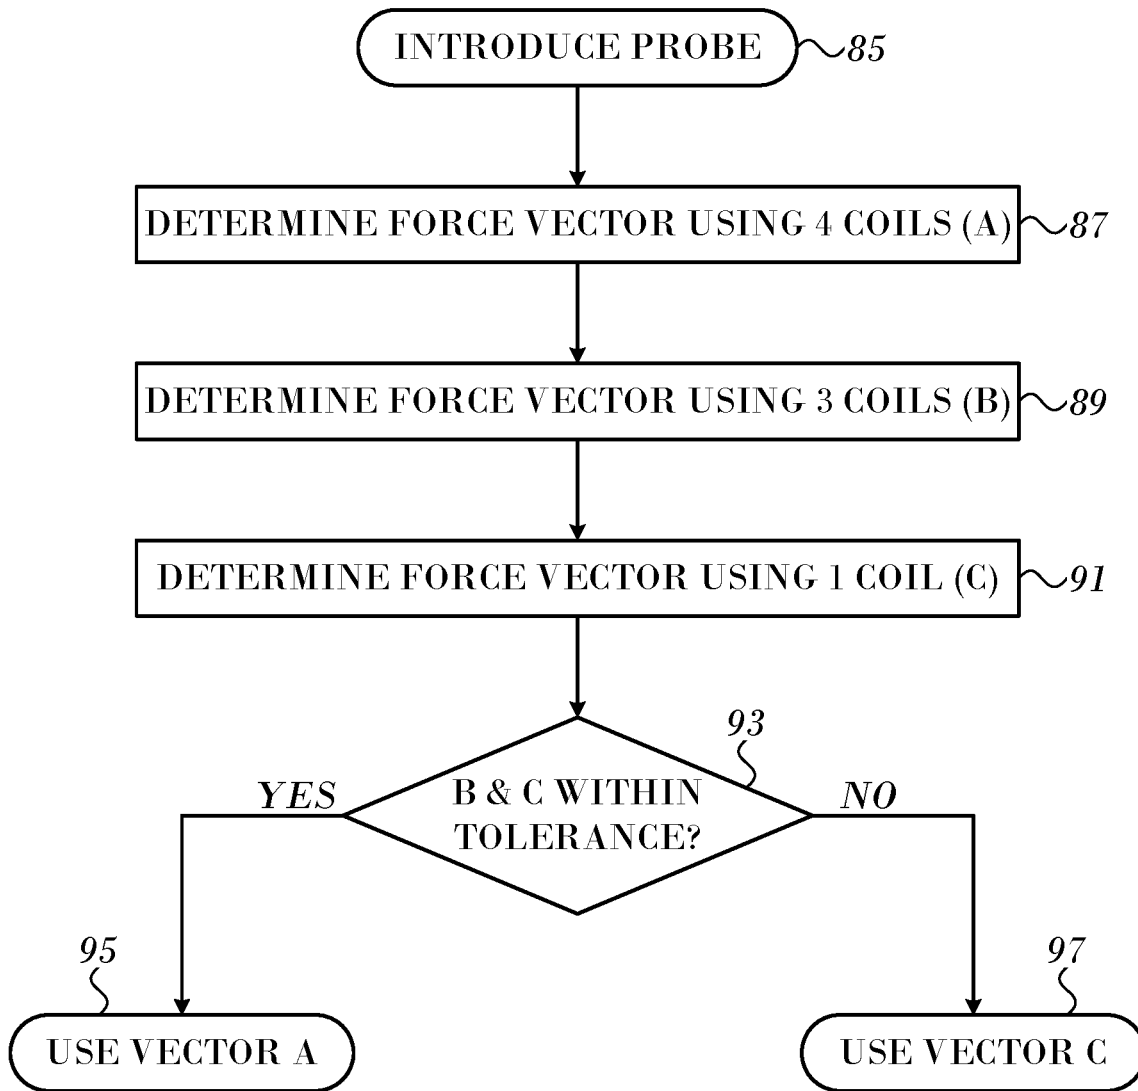 INTRODUCE PROBE 85
DETERMINE FORCE VECTOR USING 4 COILS (A) 87
DETERMINE FORCE VECTOR USING 3 COILS (B) 89
DETERMINE FORCE VECTOR USING 1 COIL (C) 91
93
YES
B & C WITHIN
TOLERANCE?
NO
95
USE VECTOR A
97
USE VECTOR C